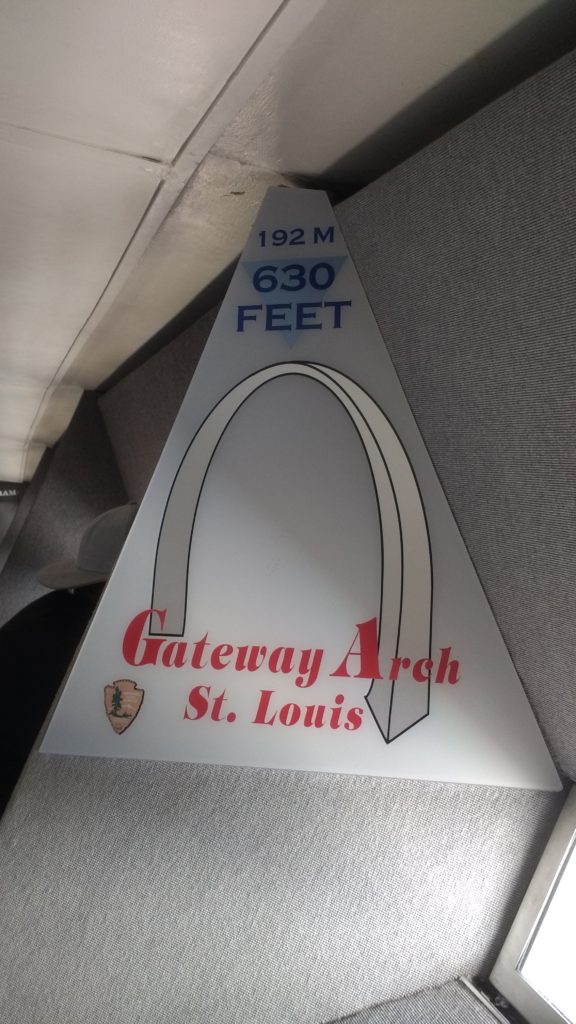 192 M
630
FEET
Gateway Arch
St. Louis